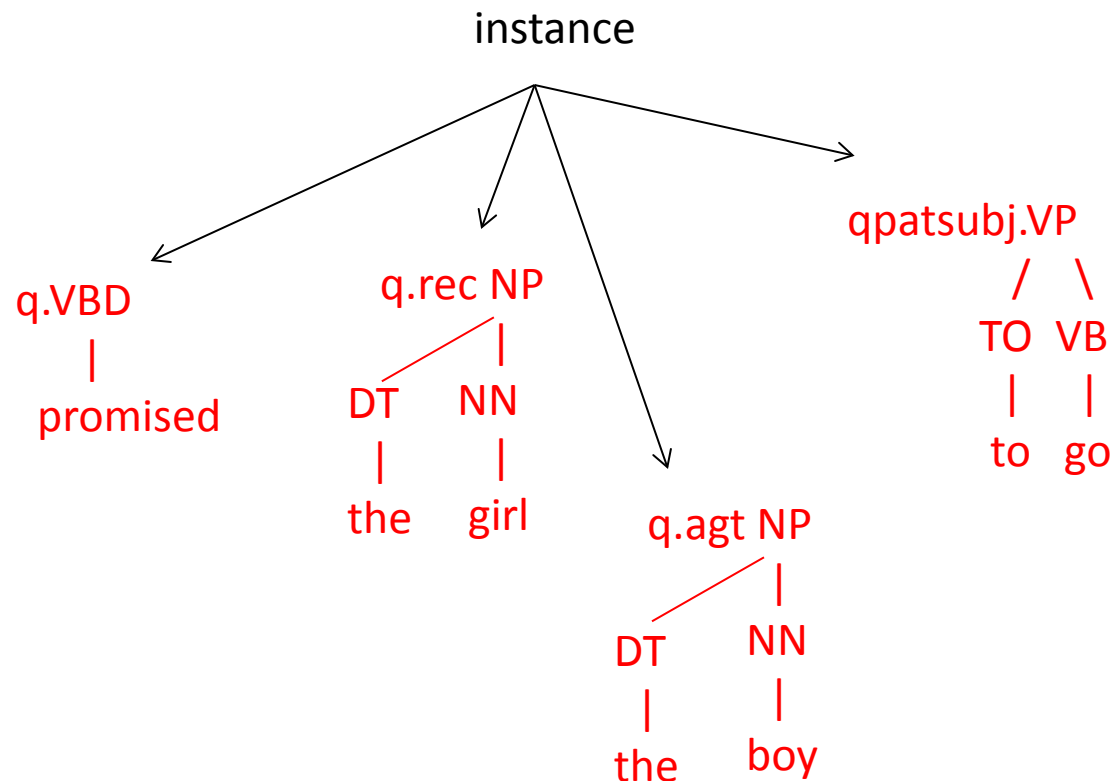 instance
qpatsubj.VP
q.VBD
q.rec NP
TO VB
DT NN
promised
to go
the girl
q.agt NP
DT NN
the boy